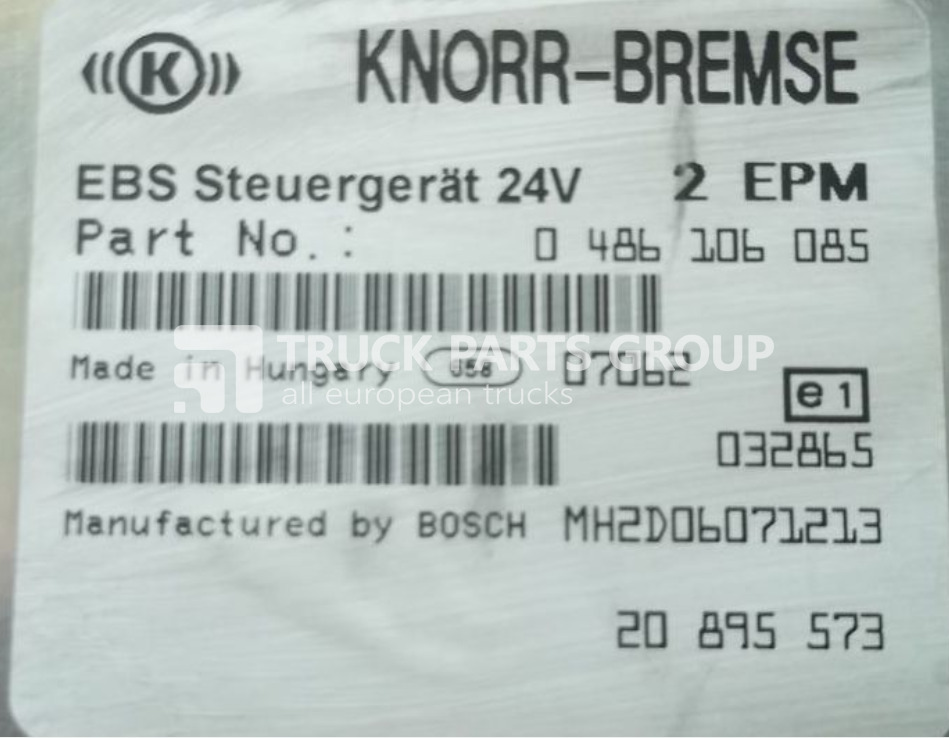 K KNORR-BREMSE
EBS Steuergerät 24V 2 EPM
Part No.: 0 486 106 085
TRUCK PARTS GROUP
Made in Hungary 07062
all european trucks
e1
032865
Manufactured by BOSCH MH2D06071213
20 895 573